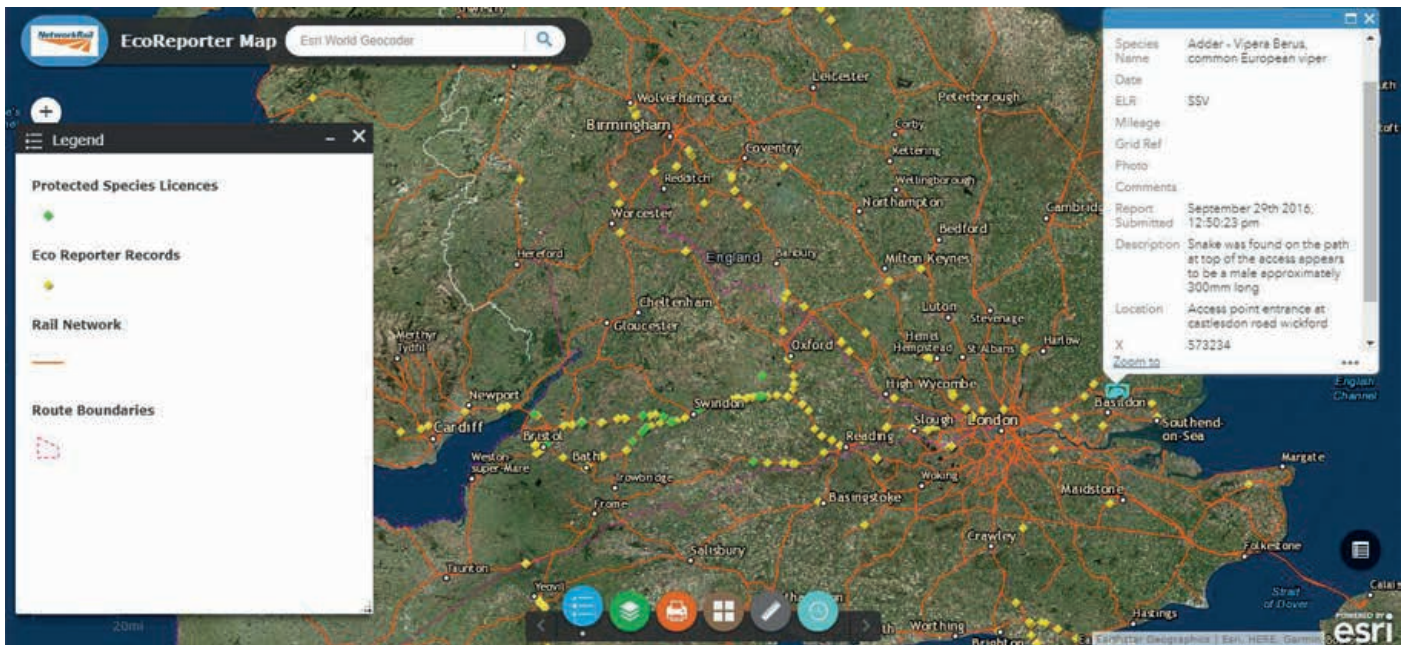 NetworkRail
EcoReporter Map
Esri World Geocoder
Legend
Protected Species Licences
Eco Reporter Records
Rail Network
Route Boundaries
20mi
Species Name Adder - Vipera Berus, common European viper
Date
ELR SSV
Mileage
Grid Ref
Photo
Comments
Report Submitted September 29th 2016, 12:50:23 pm
Description Snake was found on the path
at top of the access appears
to be a male approximately
300mm long
Location Access point entrance at
castlesdon road wickford
X 573234
Zoom to
Leicester
Wolverhampton
Peterborough
Birmingham
Corby
Coventry
Kettering
Redditch
Wellingborough
Worcester
Northampton
Cambridg
Bedford
Hereford
England
Banbury
Milton Keynes
Cheltenham
Luton
Stevenage
Gloucester
Merthyr
Tydfil
Oxford
Hemel
Hempstead
St Albans
Harlow
High Wycombe
Newport
Swindon
Basildon
English
Channel
Cardiff
Bristol
Slough
London
Southend-
on-Sea
Reading
Weston-
super-Mare
Bath
Trowbridge
Woking
Margate
Basingstoke
Maidstone
Frome
Crawley
Salisbury
Folkestone
Taunton
Calais
Yeovil
Strait
of Dover
Hastings
Worthing
Brighton
Earthstar Geographics | Esri, HERE, Garmin
POWERED BY
esri